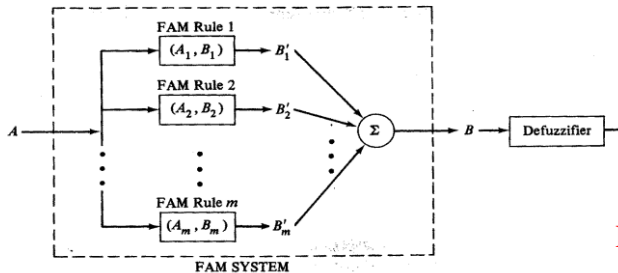 FAM Rule 1
(A₁, B₁)
B′₁
FAM Rule 2
(A₂, B₂)
B′₂
A
Σ
B
Defuzzifier
FAM Rule m
(Aₘ, Bₘ)
B′ₘ
FAM SYSTEM